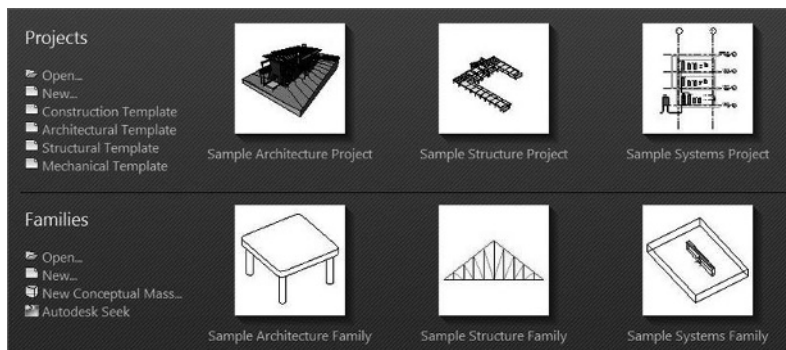 Projects
Open...
New...
Construction Template
Architectural Template
Structural Template
Mechanical Template
Sample Architecture Project
Sample Structure Project
Sample Systems Project
Families
Open...
New...
New Conceptual Mass...
Autodesk Seek
Sample Architecture Family
Sample Structure Family
Sample Systems Family